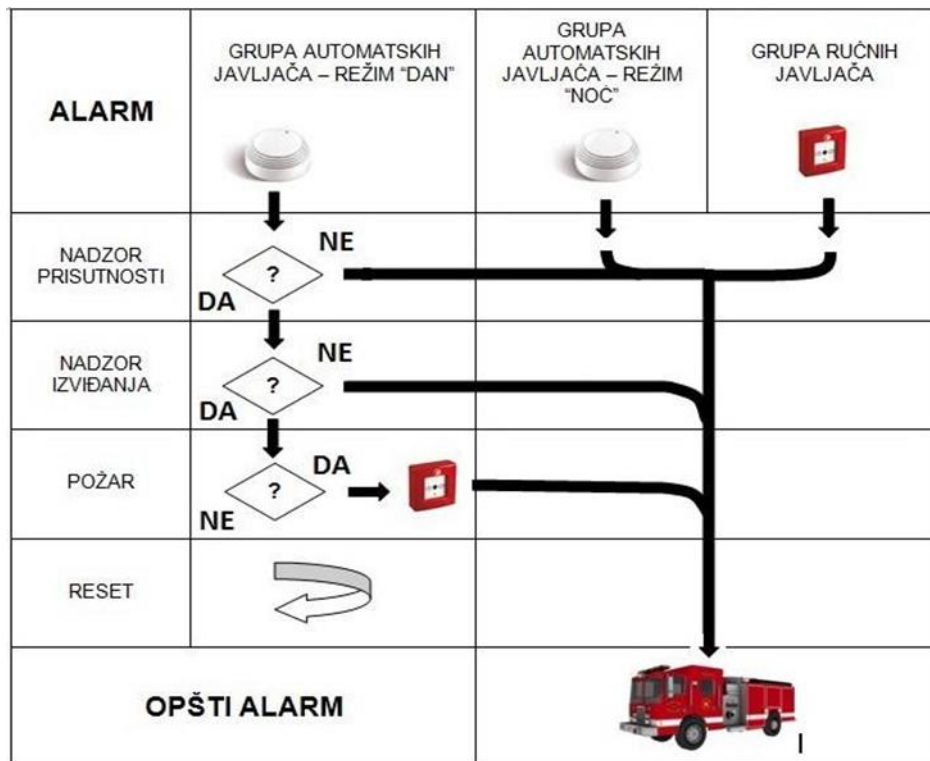 ALARM
GRUPA AUTOMATSKIH
JAVLJAČA – REŽIM "DAN"
GRUPA
AUTOMATSKIH
JAVLJAČA – REŽIM
"NOĆ"
GRUPA RUČNIH
JAVLJAČA
NADZOR
PRISUTNOSTI
?
NE
DA
NADZOR
IZVIĐANJA
?
NE
DA
POŽAR
?
DA
NE
RESET
OPŠTI ALARM